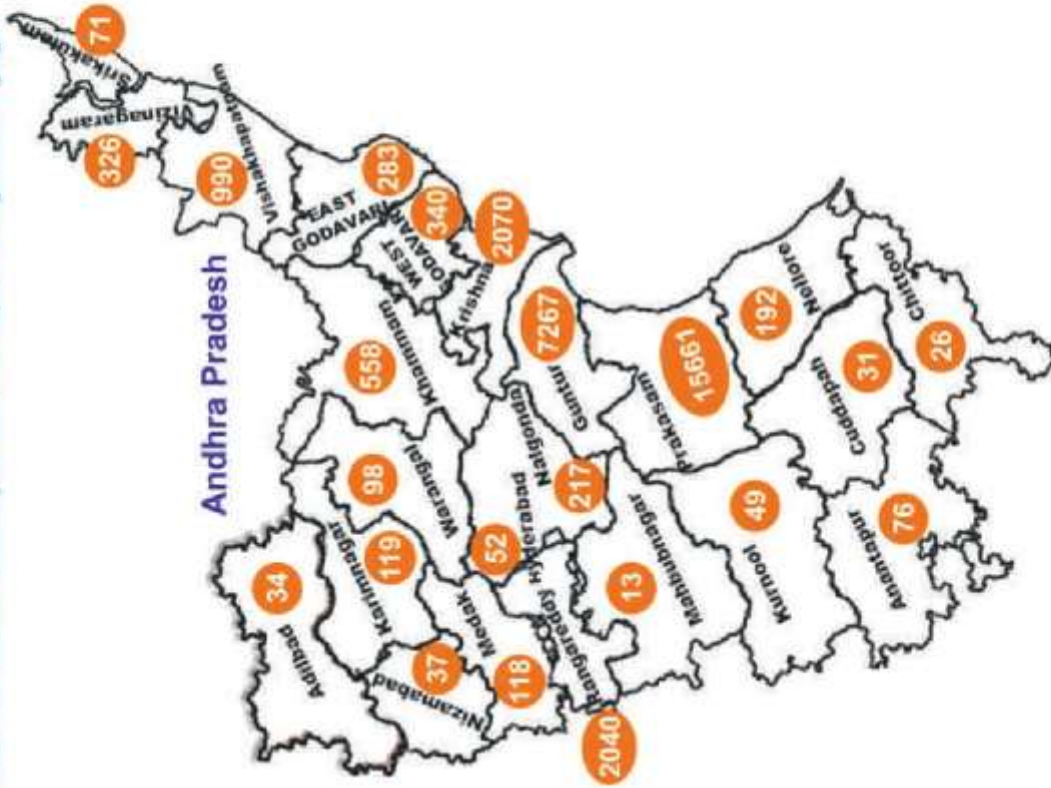 Andhra Pradesh
71
Srikakulam
326
Vizinagaram
990
Vishakhapatnam
EAST
GODAVARI
283
WEST
GODAVARI
340
2070
Krishna
558
Khammam
98
Warangal
34
Adilbad
119
Karimnagar
37
Nizamabad
Medak
118
52
Hyderabad
Rangareddy
2040
217
Nalgonda
7267
Guntur
13
Mahbubnagar
15661
Prakasam
49
Kurnool
192
Nellore
31
Cuddapah
76
Anantapur
26
Chittoor